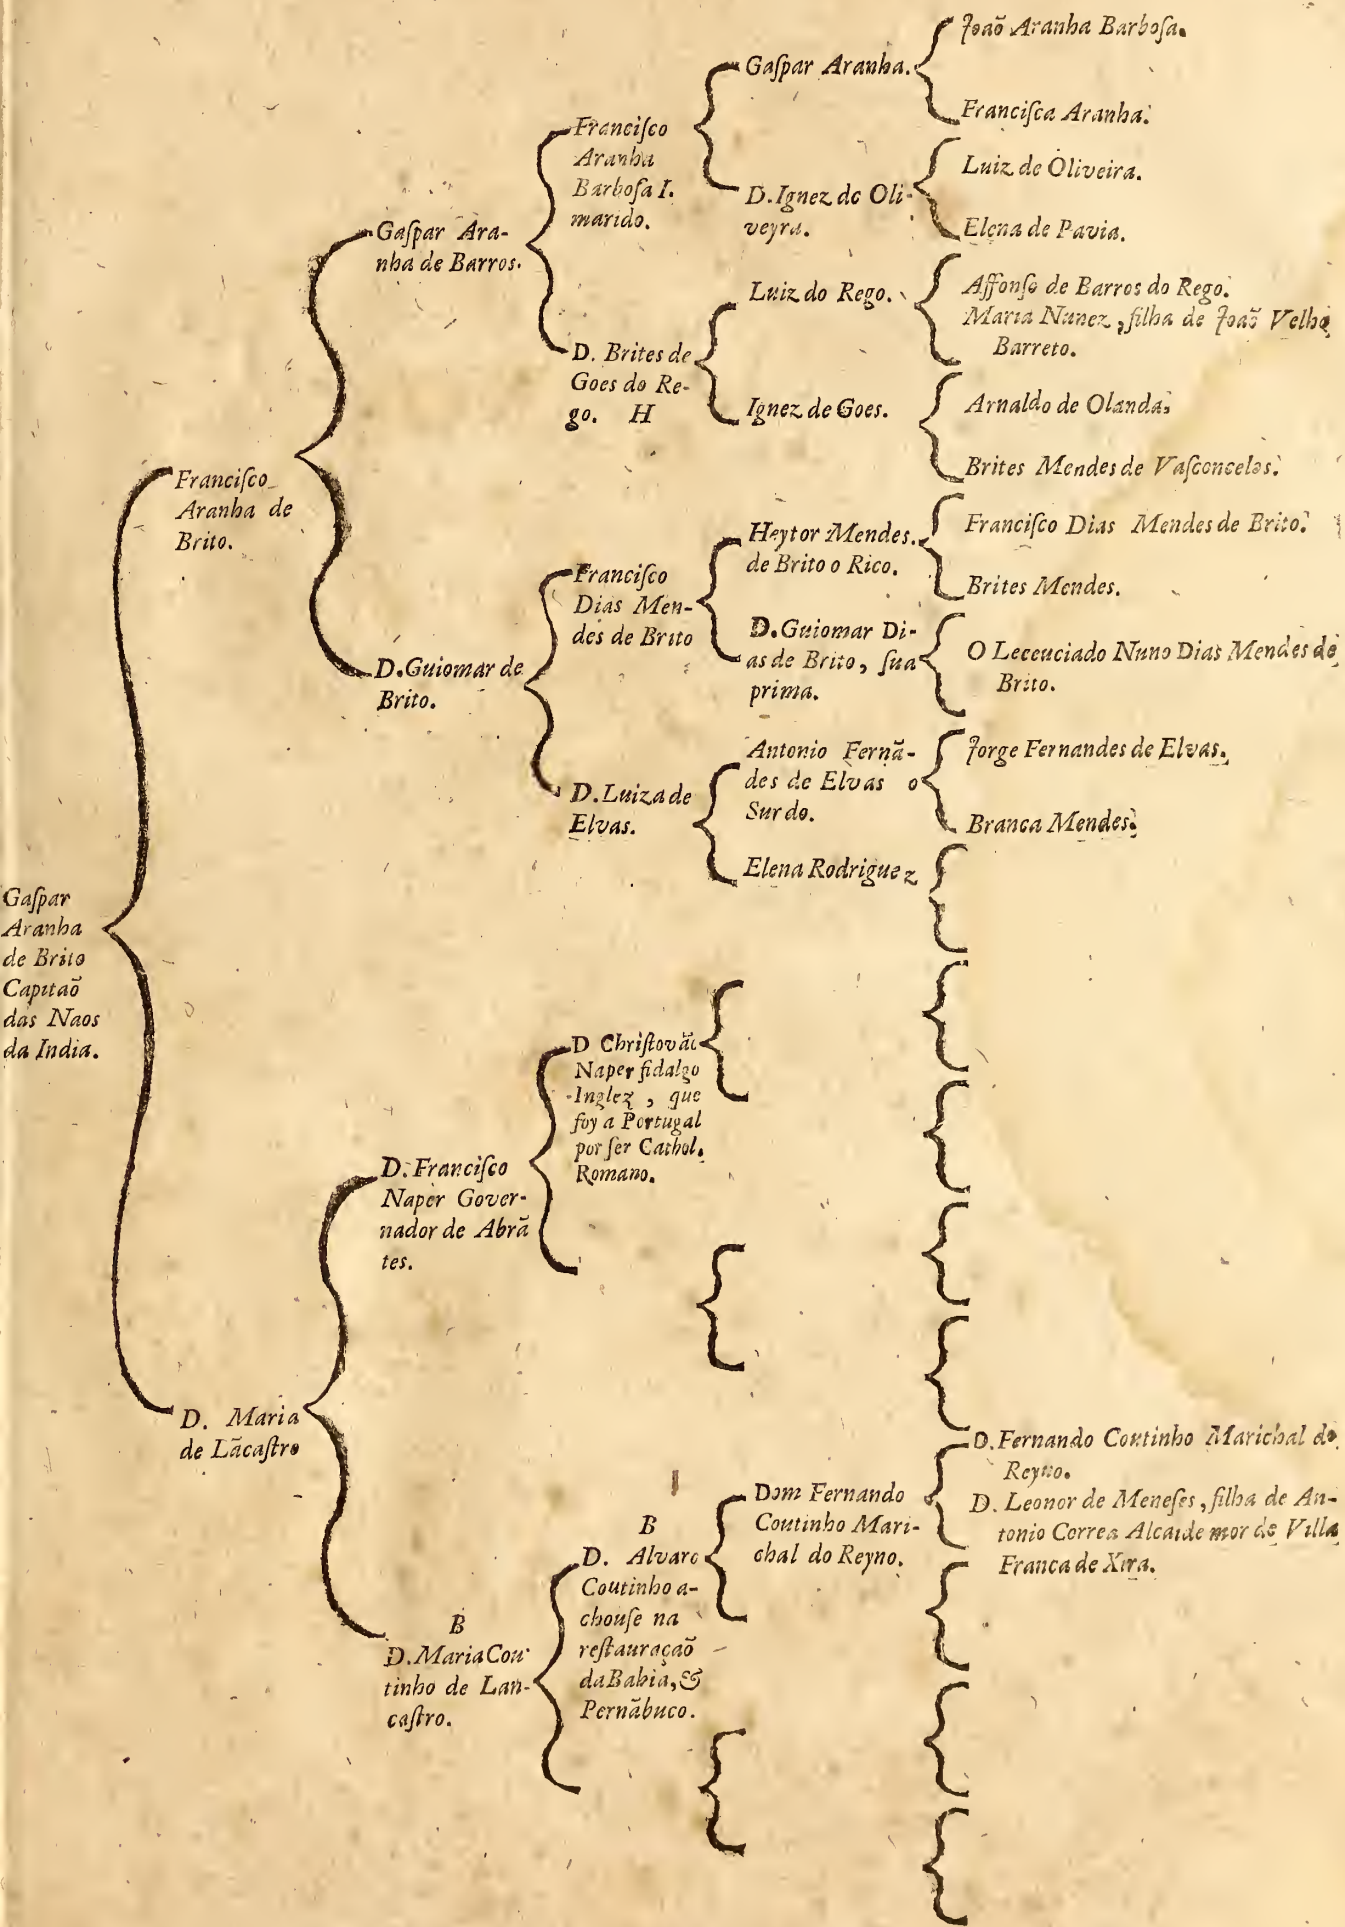 Gaſpar
Aranha
de Brito
Capitaõ
das Naos
da India.
Franciſco
Aranha de
Brito.
D. Maria
de Lãcaſtro
Gaſpar Ara-
nha de Barros.
D. Guiomar de
Brito.
D. Franciſco
Naper Gover-
nador de Abrã
tes.
B
D. Maria Cou
tinho de Lan-
caſtro.
Franciſco
Aranha
Barboſa I.
marido.
D. Brites de
Goes do Re-
go. H
Franciſco
Dias Men-
des de Brito
D. Luiza de
Elvas.
D Chriſtovaõ
Naper fidalgo
Inglez, que
foy a Portugal
por ſer Cathol.
Romano.
B
D. Alvaro
Coutinho a-
chouſe na
reſtauraçaõ
da Bahia, &
Pernãbuco.
Gaſpar Aranha.
D. Ignez de Oli-
veyra.
Luiz do Rego.
Ignez de Goes.
Heytor Mendes.
de Brito o Rico.
D. Guiomar Di-
as de Brito, ſua
prima.
Antonio Fernã-
des de Elvas o
Surdo.
Elena Rodriguez
Dom Fernando
Coutinho Mari-
chal do Reyno.
Joaõ Aranha Barboſa.
Franciſca Aranha.
Luiz de Oliveira.
Elena de Pavia.
Affonſo de Barros do Rego.
Maria Nunez, filha de Joaõ Velho
Barreto.
Arnaldo de Olanda.
Brites Mendes de Vaſconcelos.
Franciſco Dias Mendes de Brito.
Brites Mendes.
O Lecenciado Nuno Dias Mendes de
Brito.
Jorge Fernandes de Elvas.
Branca Mendes.
D. Fernando Coutinho Marichal do
Reyno.
D. Leonor de Meneſes, filha de An-
tonio Correa Alcaide mor de Villa
Franca de Xira.